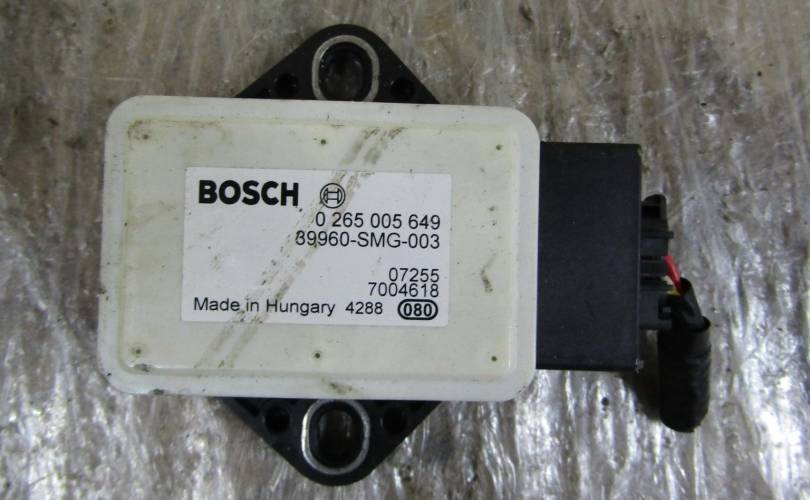 BOSCH
0 265 005 649
39960-SMG-003
07255
7004618
Made in Hungary 4288 080